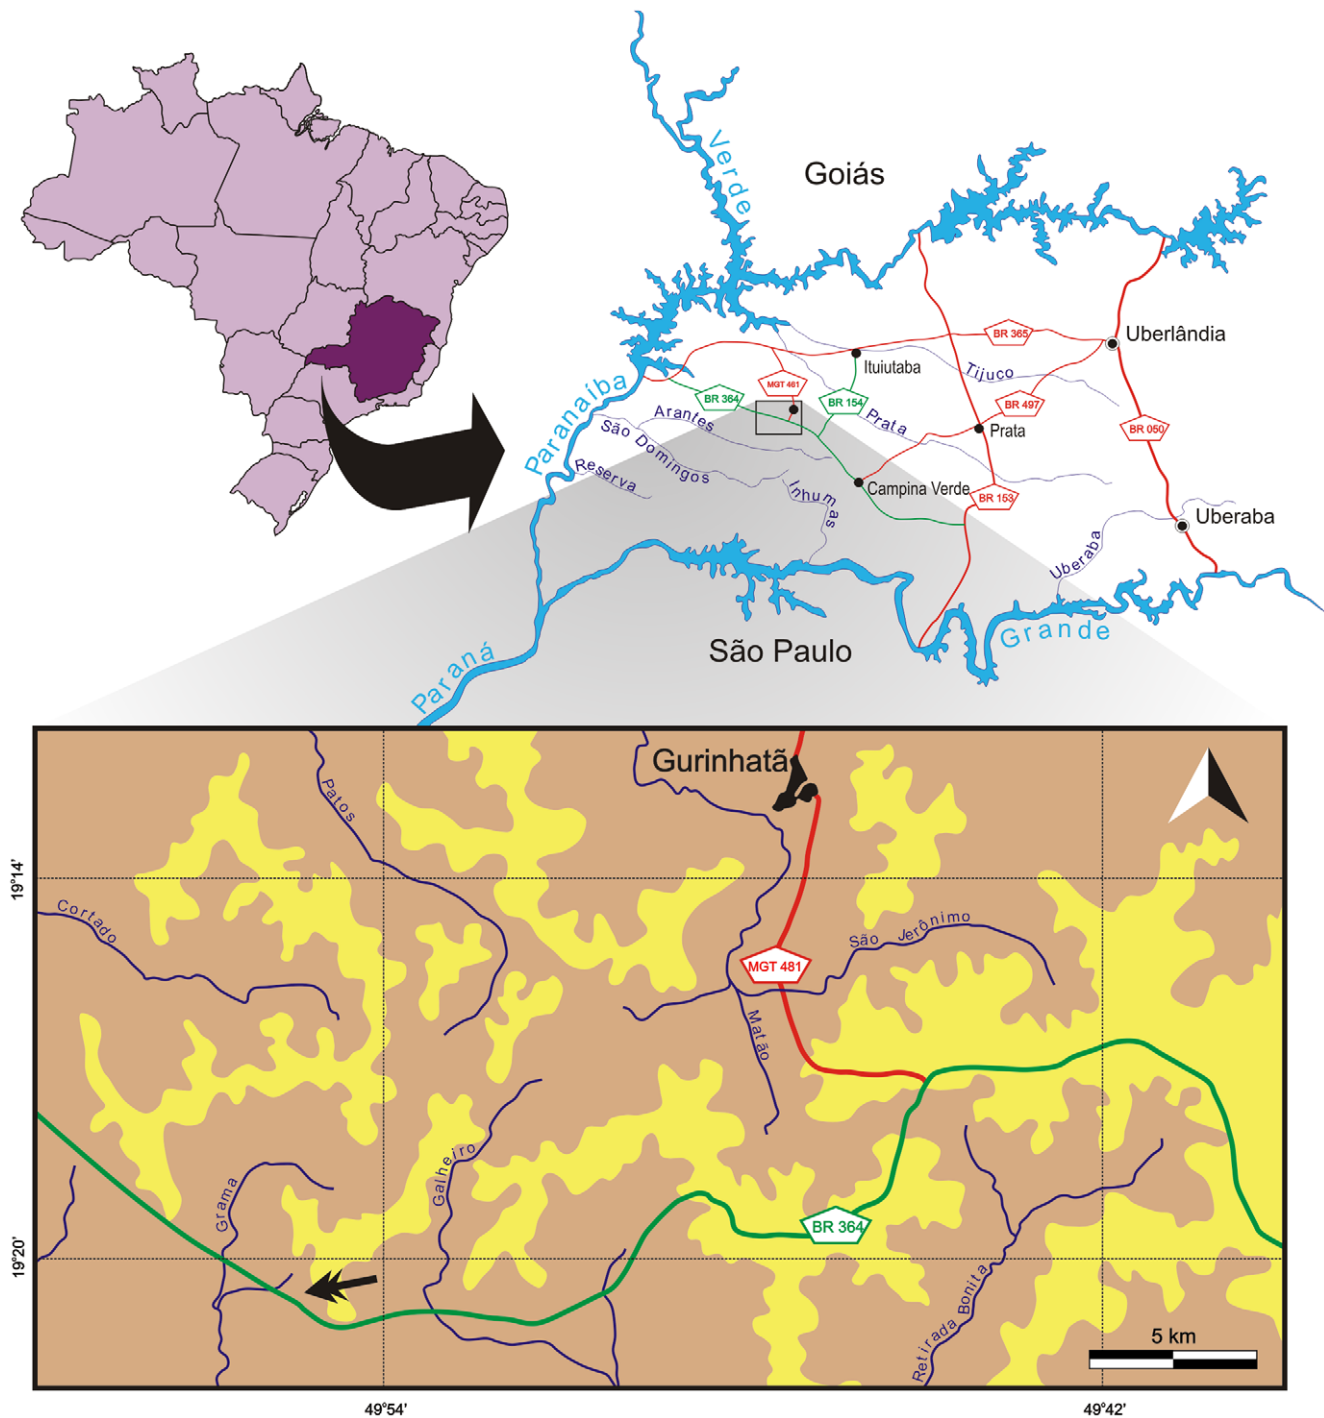 Verde
Goiás
BR 365
Uberlândia
Ituiutaba
Tijuco
MGT 461
BR 364
BR 154
BR 497
Paranaíba
Arantes
Prata
Prata
BR 050
São Domingos
Reserva
Inhumas
Campina Verde
BR 153
Uberaba
Uberaba
Grande
São Paulo
Paraná
Gurinhatã
Patos
19°14'
Cortado
São Jerônimo
MGT 481
Matão
Galheiro
Grama
BR 364
19°20'
Retirada Bonita
5 km
49°54'
49°42'